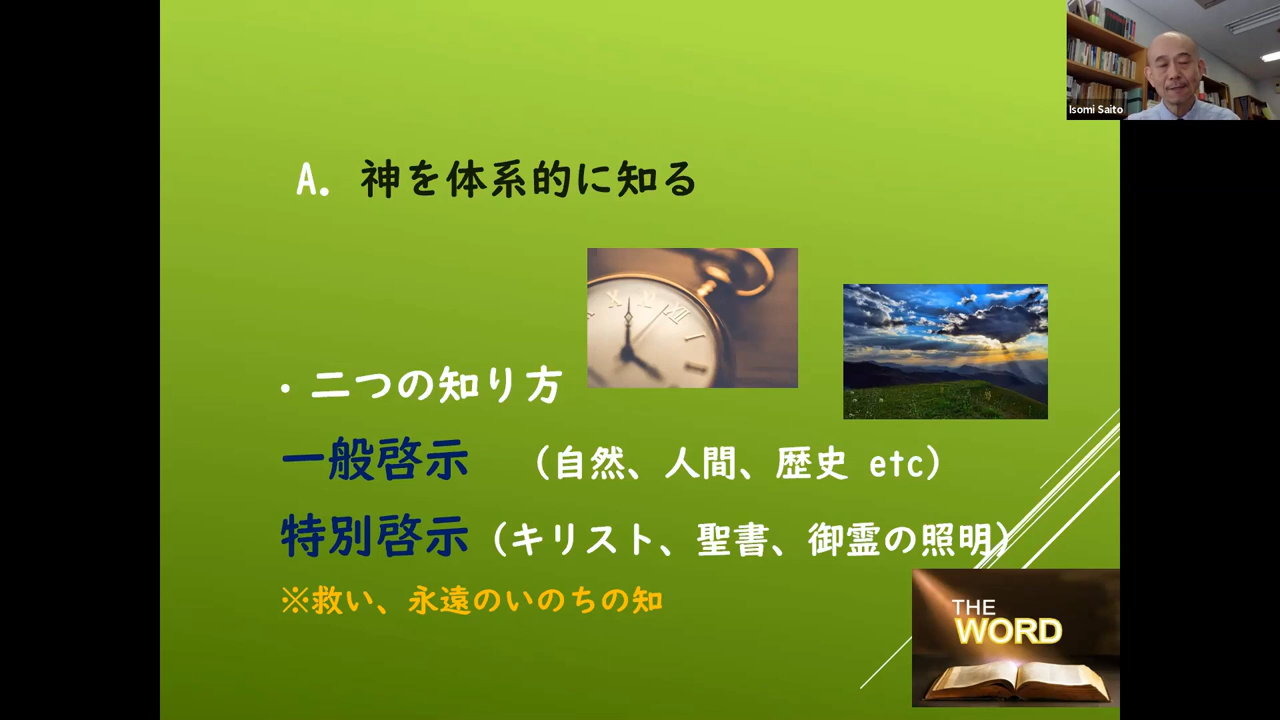 Isomi Saito
A. 神を体系的に知る
・二つの知り方
一般啓示 （自然、人間、歴史 etc）
特別啓示（キリスト、聖書、御霊の照明）
※救い、永遠のいのちの知
THE
WORD